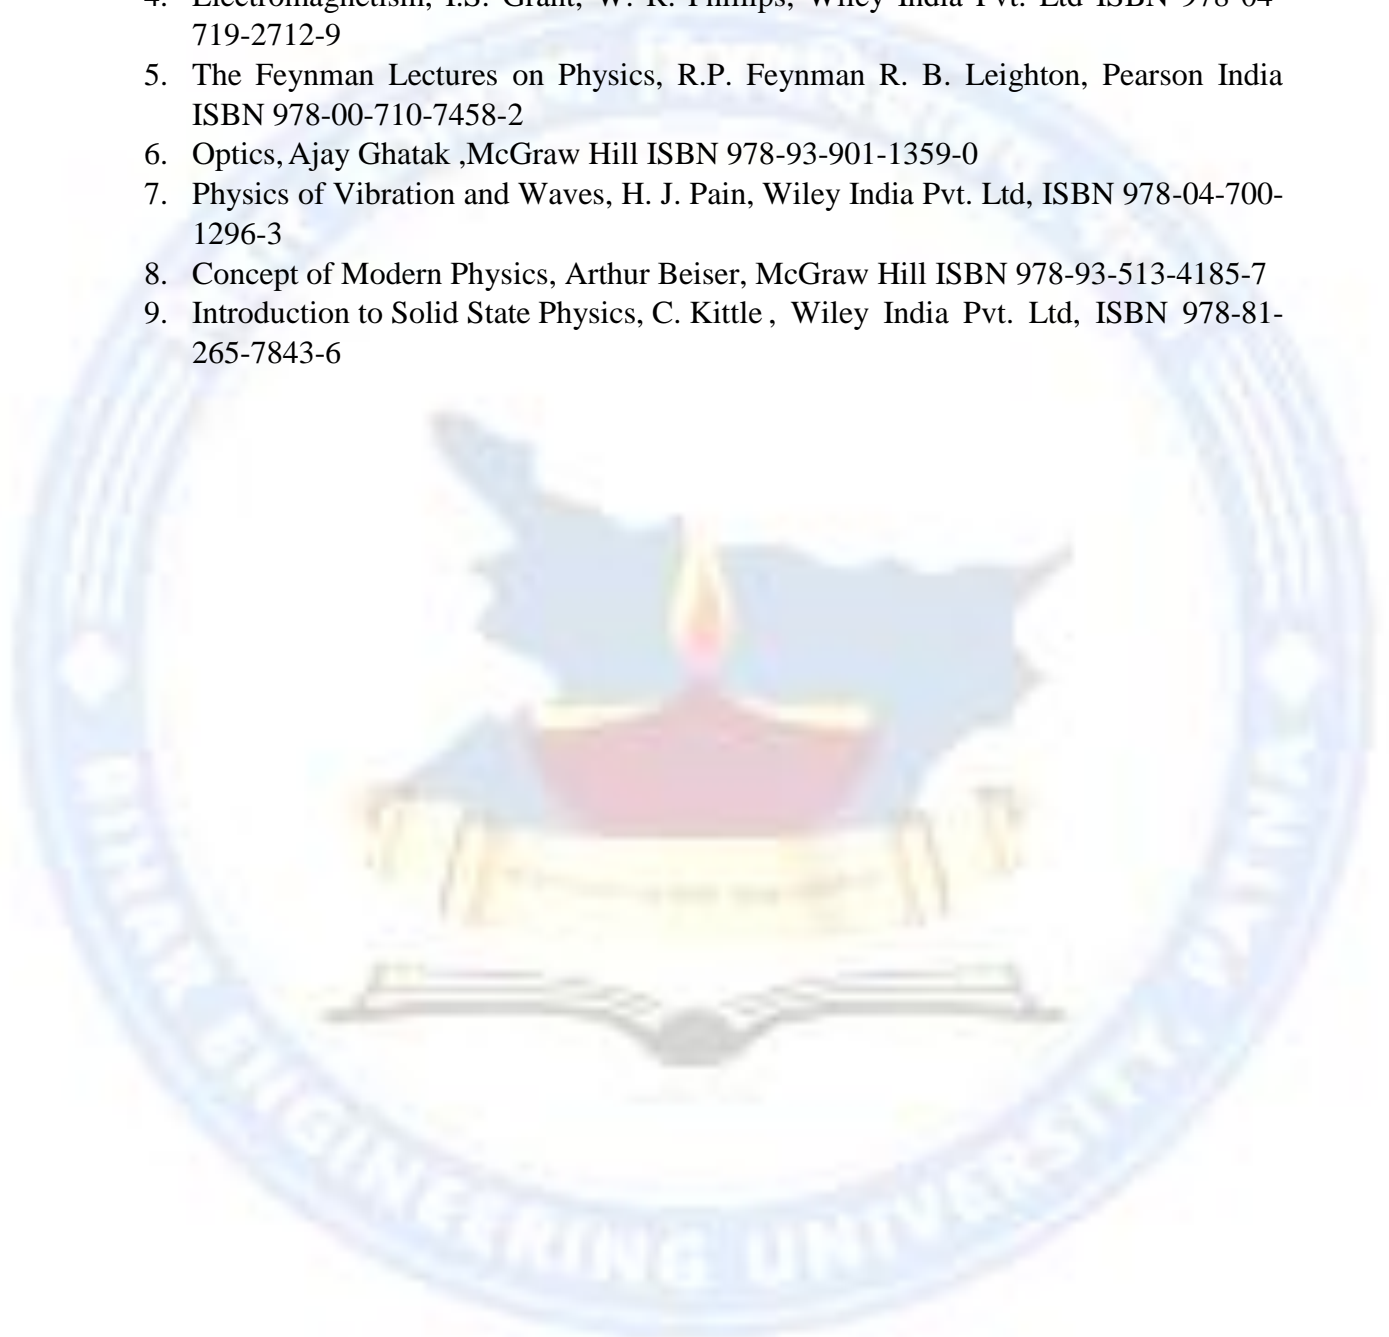 4. Electromagnetism, I.S. Grant, W. R. Phillips, Wiley India Pvt. Ltd ISBN 978-04-
719-2712-9
5. The Feynman Lectures on Physics, R.P. Feynman R. B. Leighton, Pearson India
ISBN 978-00-710-7458-2
6. Optics, Ajay Ghatak ,McGraw Hill ISBN 978-93-901-1359-0
7. Physics of Vibration and Waves, H. J. Pain, Wiley India Pvt. Ltd, ISBN 978-04-700-
1296-3
8. Concept of Modern Physics, Arthur Beiser, McGraw Hill ISBN 978-93-513-4185-7
9. Introduction to Solid State Physics, C. Kittle , Wiley India Pvt. Ltd, ISBN 978-81-
265-7843-6
BIHAR ENGINEERING UNIVERSITY, PATNA